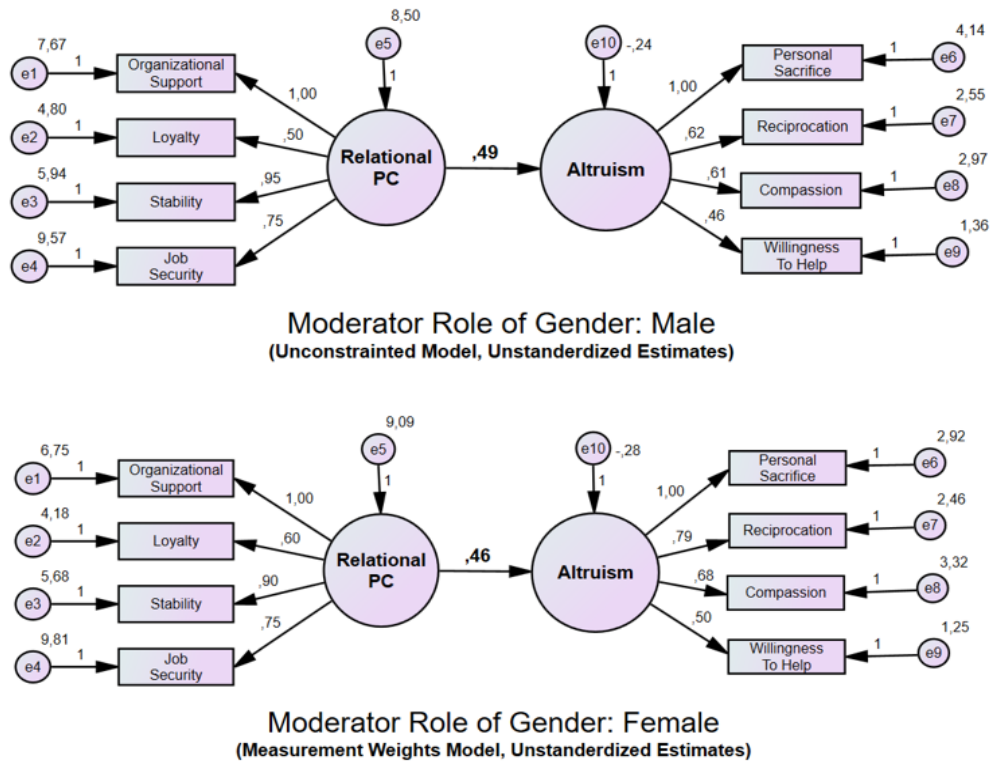 8,50
-,24
4,14
7,67
e5
e10
1
Personal
Sacrifice
e6
e1
1
Organizational
Support
1
1
1,00
1,00
4,80
2,55
e2
1
Loyalty
,50
,62
Reciprocation
1
e7
Relational
PC
,49
Altruism
5,94
2,97
e3
1
Stability
,95
,61
Compassion
1
e8
9,57
,75
,46
1,36
e4
1
Job
Security
Willingness
To Help
1
e9
Moderator Role of Gender: Male
(Unconstrainted Model, Unstanderdized Estimates)
9,09
6,75
e5
e10
-,28
2,92
e1
1
Organizational
Support
1
1
Personal
Sacrifice
1
e6
1,00
1,00
4,18
2,46
e2
1
Loyalty
,60
,79
Reciprocation
1
e7
Relational
PC
,46
Altruism
5,68
3,32
e3
1
Stability
,90
,68
Compassion
1
e8
9,81
,75
,50
1,25
e4
1
Job
Security
Willingness
To Help
1
e9
Moderator Role of Gender: Female
(Measurement Weights Model, Unstanderdized Estimates)